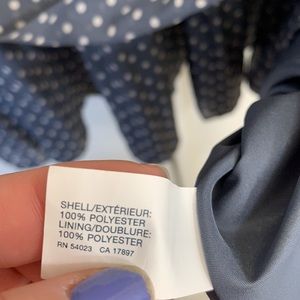 SHELL/EXTÉRIEUR:
100% POLYESTER
LINING/DOUBLURE:
100% POLYESTER
RN 54023 CA 17897